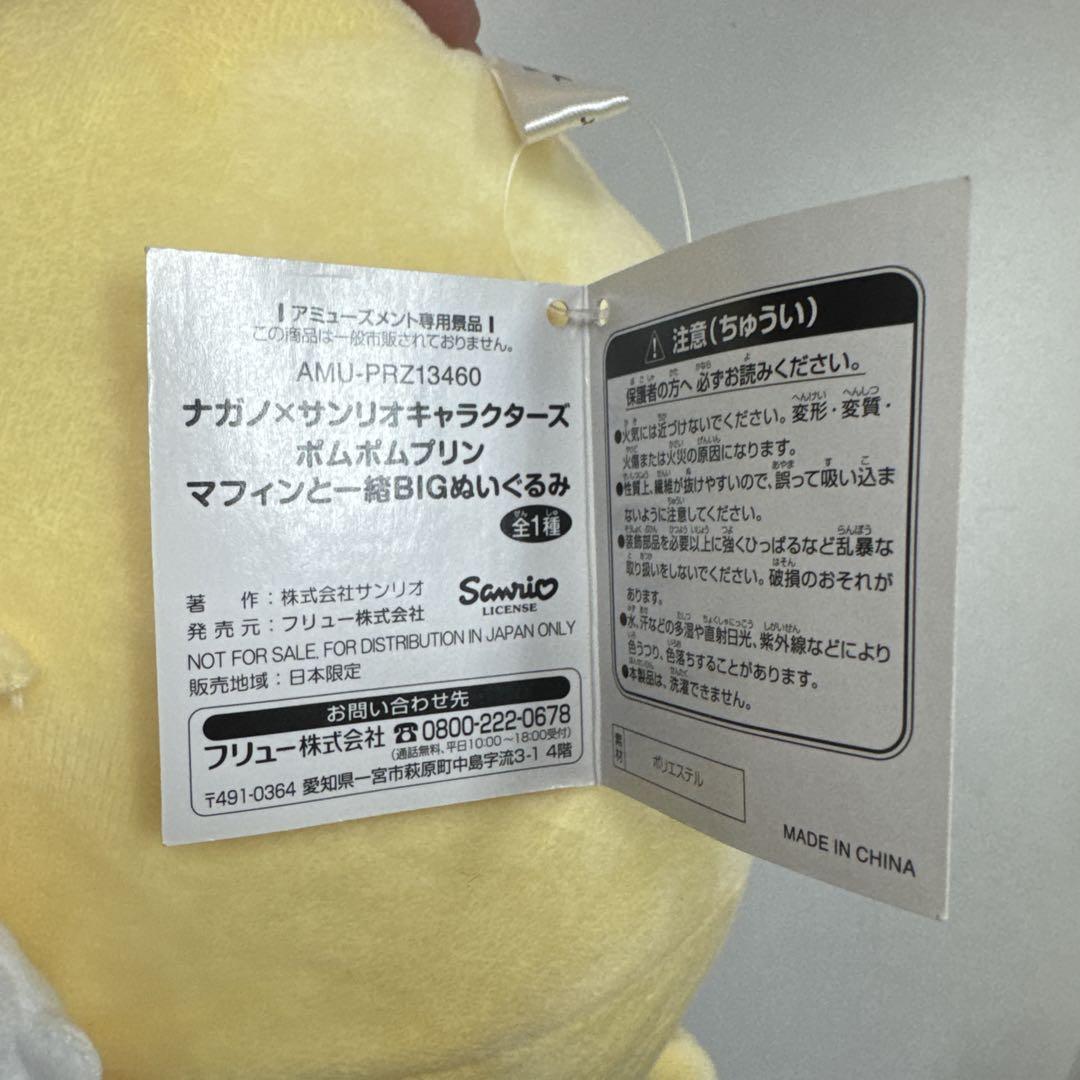 アミューズメント専用景品
この商品は一般市販されておりません。
AMU-PRZ13460
ナガノ×サンリオキャラクターズ
ポムポムプリン
マフィンと一緒BIGぬいぐるみ
全1種
著 作：株式会社サンリオ
発売元：フリュー株式会社
Sanrio
LICENSE
NOT FOR SALE, FOR DISTRIBUTION IN JAPAN ONLY
販売地域：日本限定
お問い合わせ先
フリュー株式会社 ☎0800-222-0678
(通話無料、平日10:00～18:00受付)
〒491-0364 愛知県一宮市萩原町中島字流3-1 4階
⚠ 注意(ちゅうい)
保護者の方へ 必ずお読みください。
●火気には近づけないでください。変形・変質・
火傷または火災の原因になります。
●性質上、繊維が抜けやすいので、誤って吸い込ま
ないように注意してください。
●装飾部品を必要以上に強くひっぱるなど乱暴な
取り扱いをしないでください。破損のおそれが
あります。
●水、汗などの多湿や直射日光、紫外線などにより
色うつり、色落ちすることがあります。
●本製品は、洗濯できません。
素材 ポリエステル
MADE IN CHINA